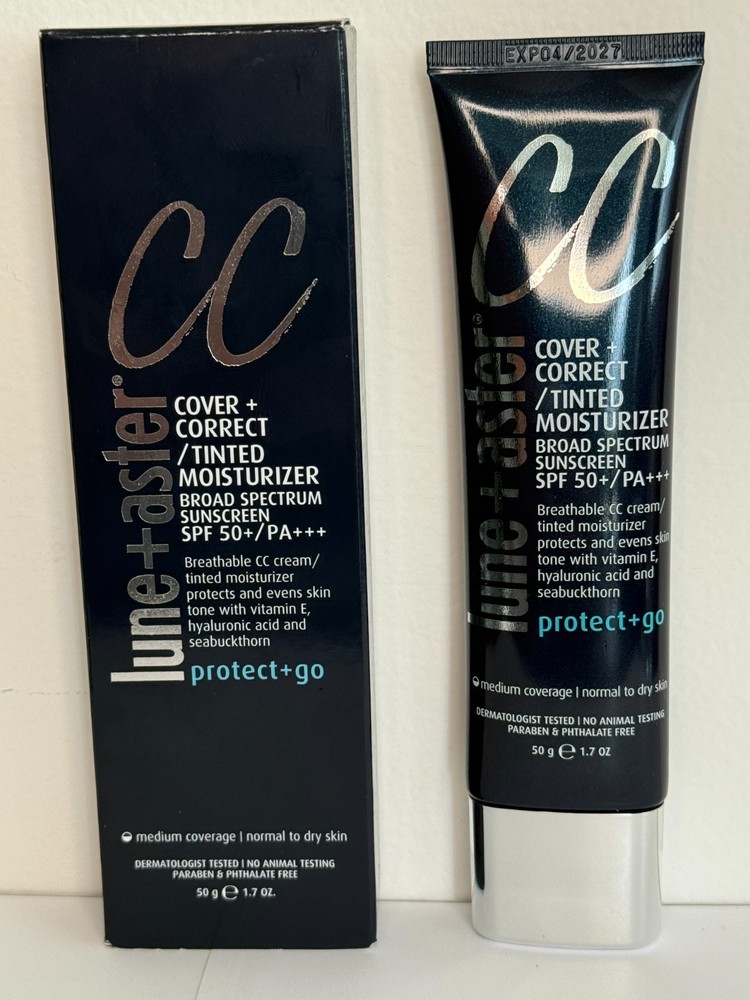 CC
lune+aster®
COVER +
CORRECT
/TINTED
MOISTURIZER
BROAD SPECTRUM
SUNSCREEN
SPF 50+/PA+++
Breathable CC cream/
tinted moisturizer
protects and evens skin
tone with vitamin E,
hyaluronic acid and
seabuckthorn
protect+go
medium coverage | normal to dry skin
DERMATOLOGIST TESTED | NO ANIMAL TESTING
PARABEN & PHTHALATE FREE
50 g ℮ 1.7 OZ.
EXP04/2027
CC
lune+aster®
COVER +
CORRECT
/TINTED
MOISTURIZER
BROAD SPECTRUM
SUNSCREEN
SPF 50+/PA+++
Breathable CC cream/
tinted moisturizer
protects and evens skin
tone with vitamin E,
hyaluronic acid and
seabuckthorn
protect+go
medium coverage | normal to dry skin
DERMATOLOGIST TESTED | NO ANIMAL TESTING
PARABEN & PHTHALATE FREE
50 g ℮ 1.7 OZ